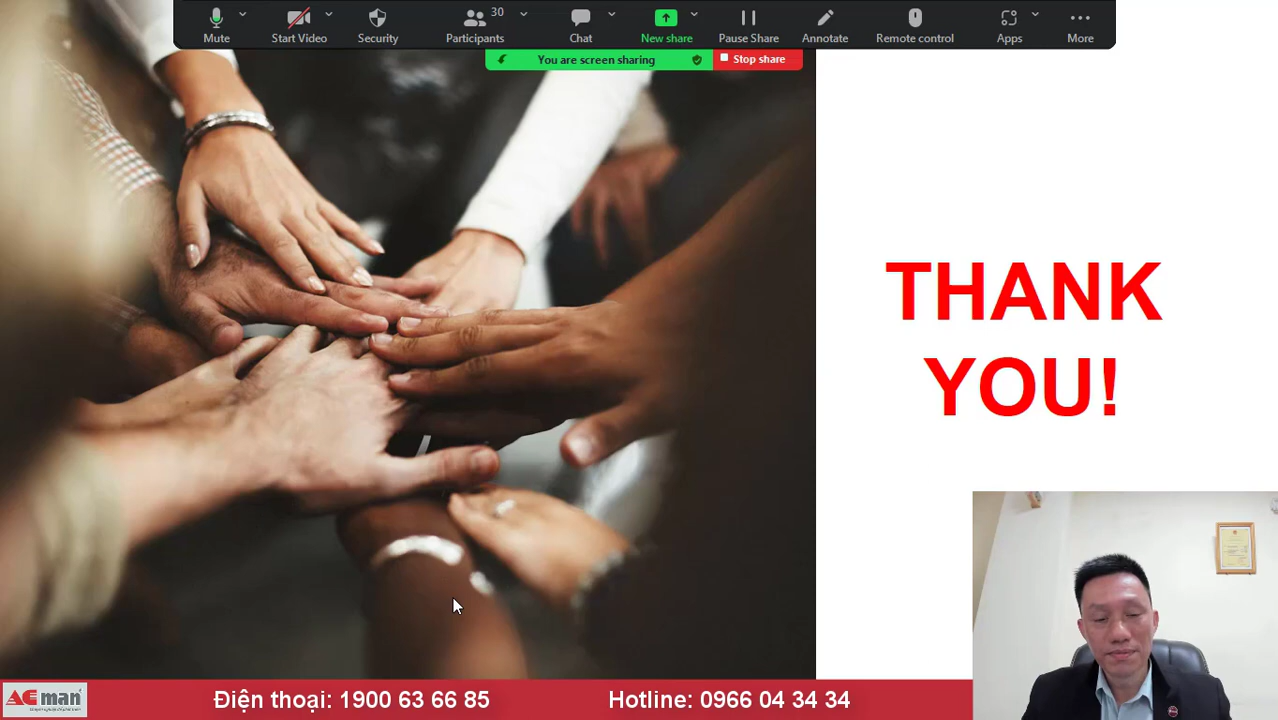 Mute
Start Video
Security
Participants
30
Chat
New share
Pause Share
Annotate
Remote control
Apps
More
You are screen sharing
Stop share
THANK
YOU!
ACman
Điện thoại: 1900 63 66 85
Hotline: 0966 04 34 34